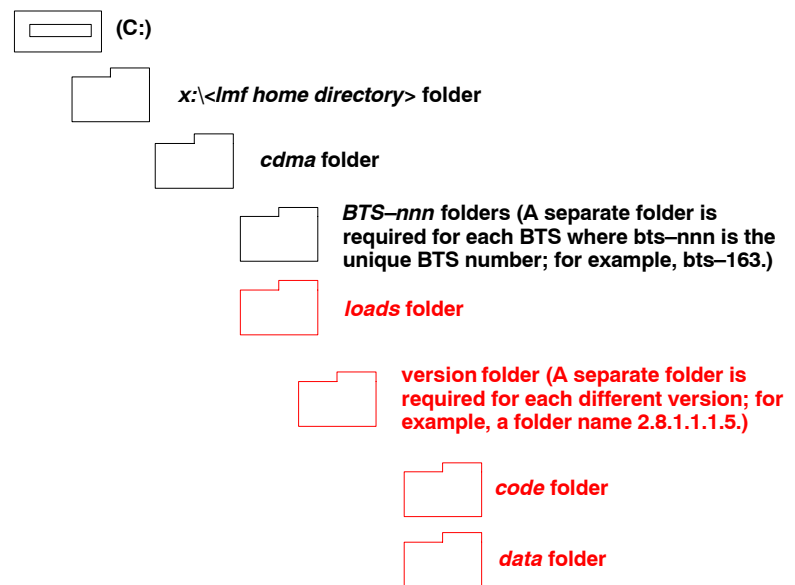 (C:)
x:\<lmf home directory> folder
cdma folder
BTS–nnn folders (A separate folder is
required for each BTS where bts–nnn is the
unique BTS number; for example, bts–163.)
loads folder
version folder (A separate folder is
required for each different version; for
example, a folder name 2.8.1.1.1.5.)
code folder
data folder